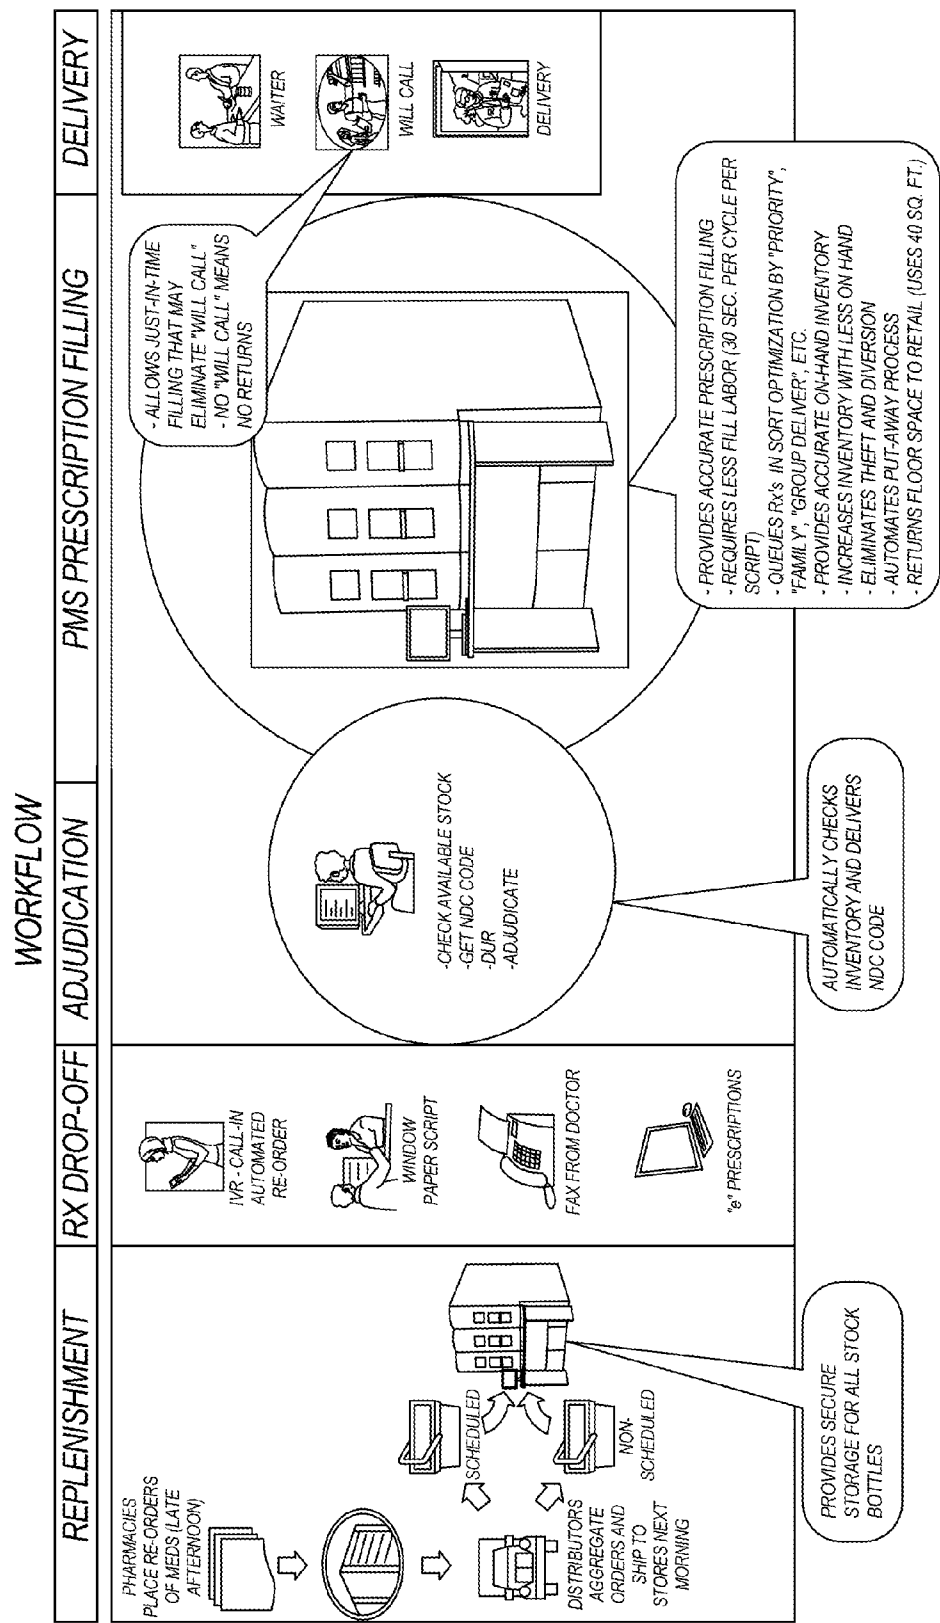 WORKFLOW
REPLENISHMENT
RX DROP-OFF
ADJUDICATION
PMS PRESCRIPTION FILLING
DELIVERY
PHARMACIES
PLACE RE-ORDERS
OF MEDS (LATE
AFTERNOON)
DISTRIBUTORS
AGGREGATE
ORDERS AND
SHIP TO
STORES NEXT
MORNING
SCHEDULED
NON-
SCHEDULED
PROVIDES SECURE
STORAGE FOR ALL STOCK
BOTTLES
IVR - CALL-IN
AUTOMATED
RE-ORDER
WINDOW
PAPER SCRIPT
FAX FROM DOCTOR
"e" PRESCRIPTIONS
-CHECK AVAILABLE STOCK
-GET NDC CODE
-DUR
-ADJUDICATE
AUTOMATICALLY CHECKS
INVENTORY AND DELIVERS
NDC CODE
- ALLOWS JUST-IN-TIME
FILLING THAT MAY
ELIMINATE "WILL CALL"
- NO "WILL CALL" MEANS
NO RETURNS
- PROVIDES ACCURATE PRESCRIPTION FILLING
- REQUIRES LESS FILL LABOR (30 SEC. PER CYCLE PER
SCRIPT)
- QUEUES Rx's IN SORT OPTIMIZATION BY "PRIORITY",
"FAMILY", "GROUP DELIVER", ETC.
- PROVIDES ACCURATE ON-HAND INVENTORY
- INCREASES INVENTORY WITH LESS ON HAND
- ELIMINATES THEFT AND DIVERSION
- AUTOMATES PUT-AWAY PROCESS
- RETURNS FLOOR SPACE TO RETAIL (USES 40 SQ. FT.)
WAITER
WILL CALL
DELIVERY